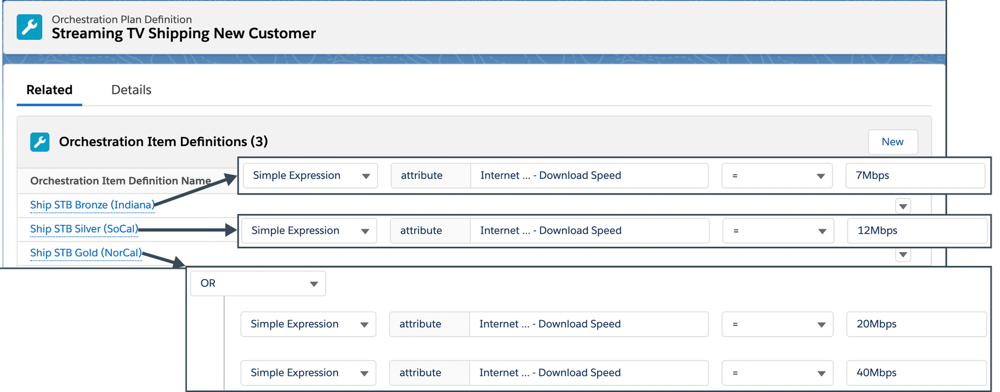 Orchestration Plan Definition
Streaming TV Shipping New Customer
Related Details
Orchestration Item Definitions (3) New
Orchestration Item Definition Name
Simple Expression attribute Internet ... - Download Speed = 7Mbps
Ship STB Bronze (Indiana)
Ship STB Silver (SoCal)
Simple Expression attribute Internet ... - Download Speed = 12Mbps
Ship STB Gold (NorCal)
OR
Simple Expression attribute Internet ... - Download Speed = 20Mbps
Simple Expression attribute Internet ... - Download Speed = 40Mbps